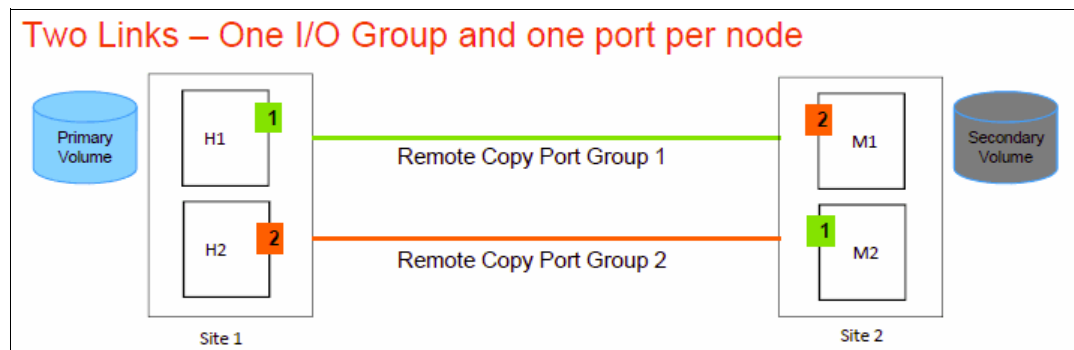 Two Links – One I/O Group and one port per node
Primary
Volume
H1
1
Remote Copy Port Group 1
2
M1
Secondary
Volume
H2
2
Remote Copy Port Group 2
1
M2
Site 1
Site 2